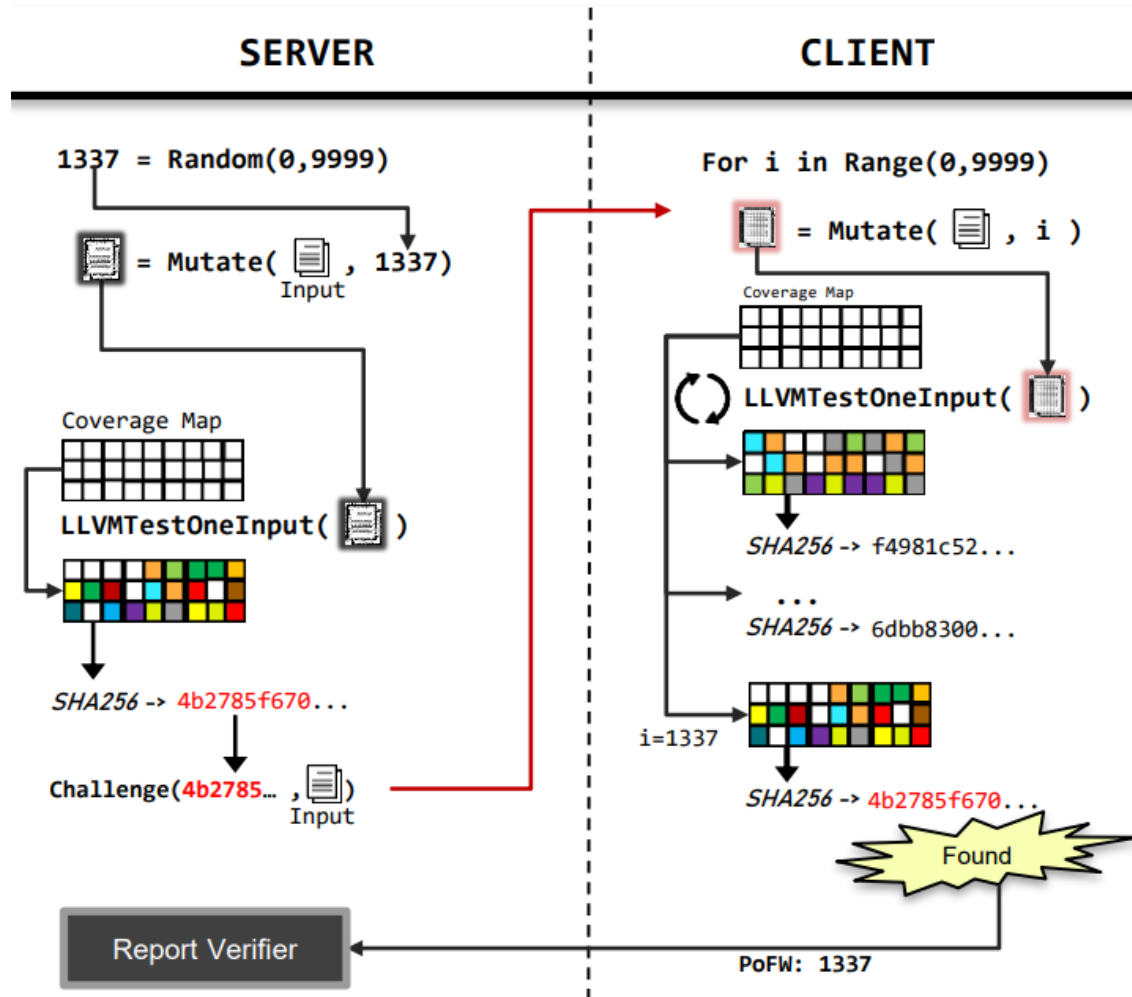 SERVER
CLIENT
1337 = Random(0,9999)
= Mutate( , 1337)
Input
Coverage Map
LLVMTestOneInput( )
SHA256 -> 4b2785f670...
Challenge(4b2785… , )
Input
Report Verifier
For i in Range(0,9999)
= Mutate( , i )
Coverage Map
LLVMTestOneInput( )
SHA256 -> f4981c52...
...
SHA256 -> 6dbb8300...
i=1337
SHA256 -> 4b2785f670...
Found
PoFW: 1337